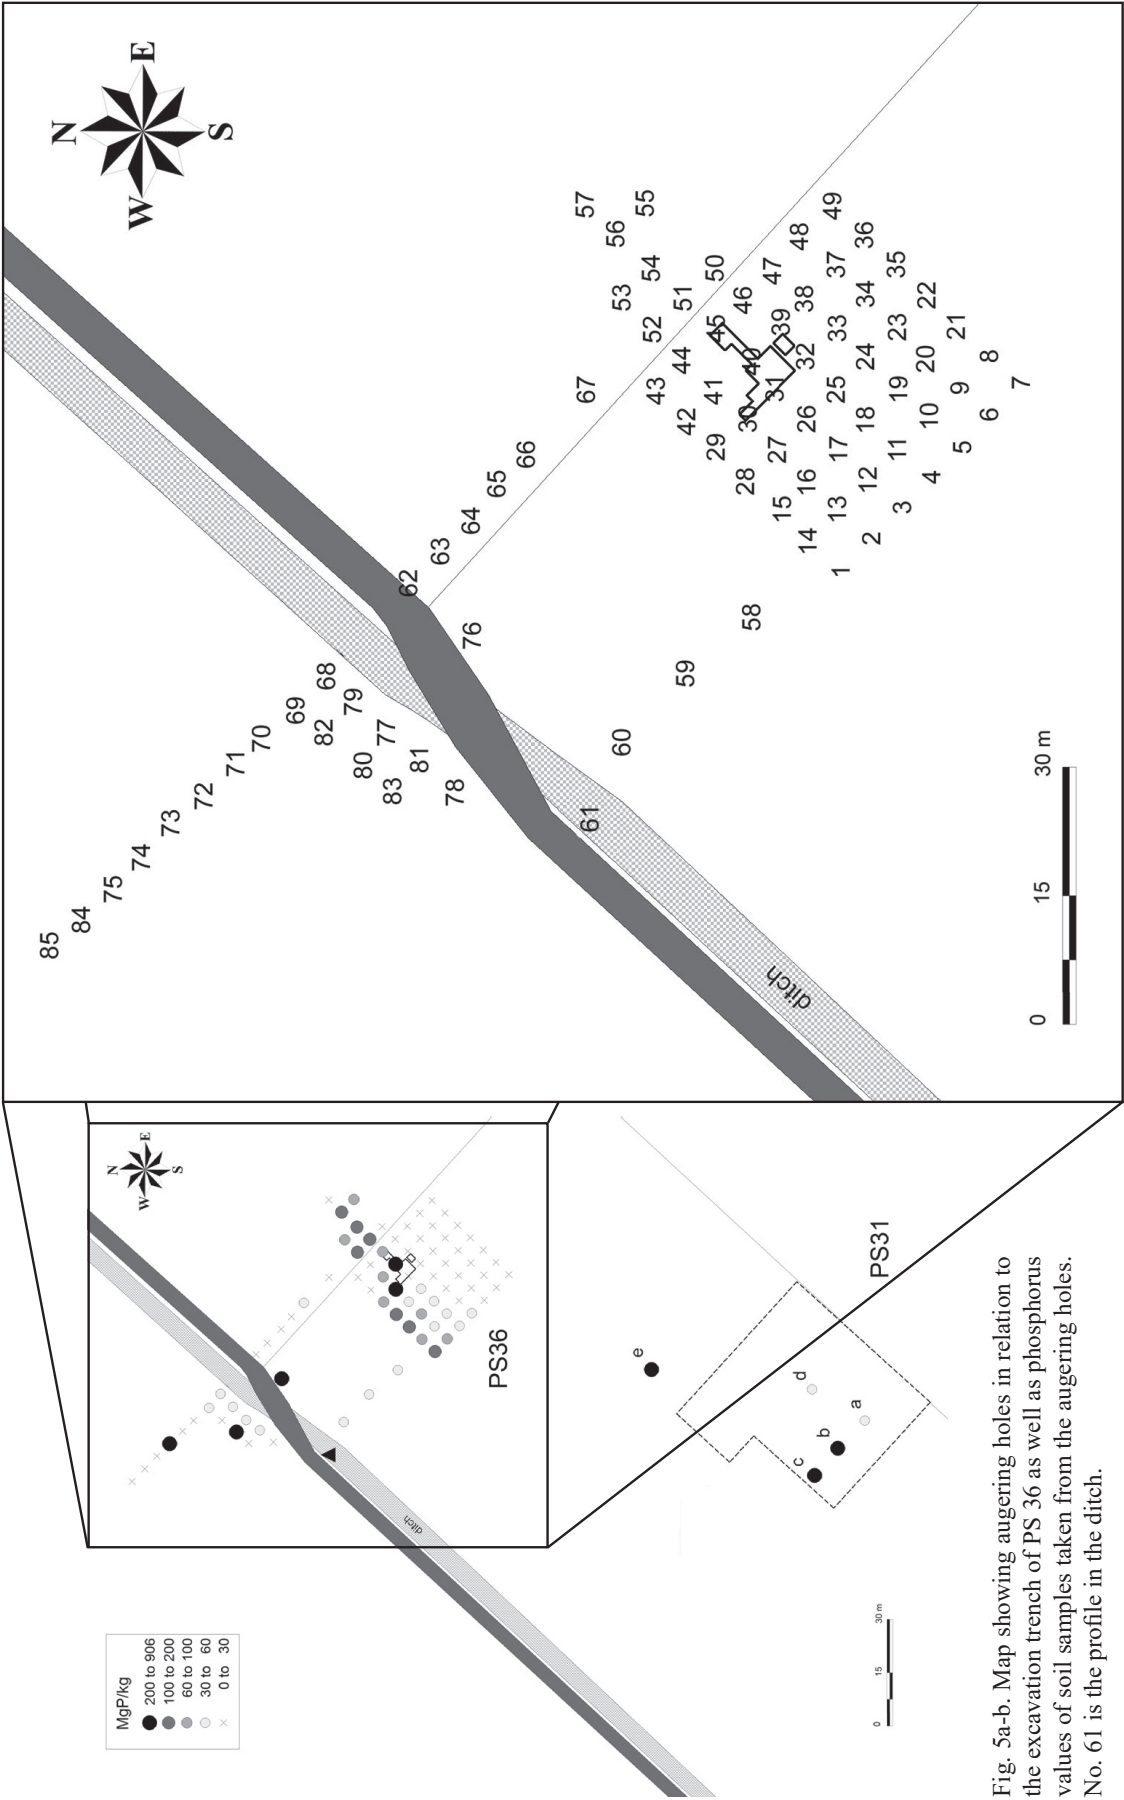 N
E
S
W
57
56
55
54
53
50
51
52
49
48
47
46
45
44
36
37
38
39
40
41
42
43
67
35
34
33
32
31
30
29
22
23
24
25
26
27
28
21
20
19
18
17
16
15
14
8
9
10
11
12
13
7
6
5
4
3
2
1
66
65
64
63
62
76
58
59
60
61
68
69
79
82
70
77
71
80
81
83
78
72
73
74
75
84
85
ditch
0 15 30 m
N
E
S
W
PS36
ditch
PS31
e
d
a
b
c
0 15 30 m
MgP/kg
200 to 906
100 to 200
60 to 100
30 to 60
0 to 30
Fig. 5a-b. Map showing augering holes in relation to
the excavation trench of PS 36 as well as phosphorus
values of soil samples taken from the augering holes.
No. 61 is the profile in the ditch.